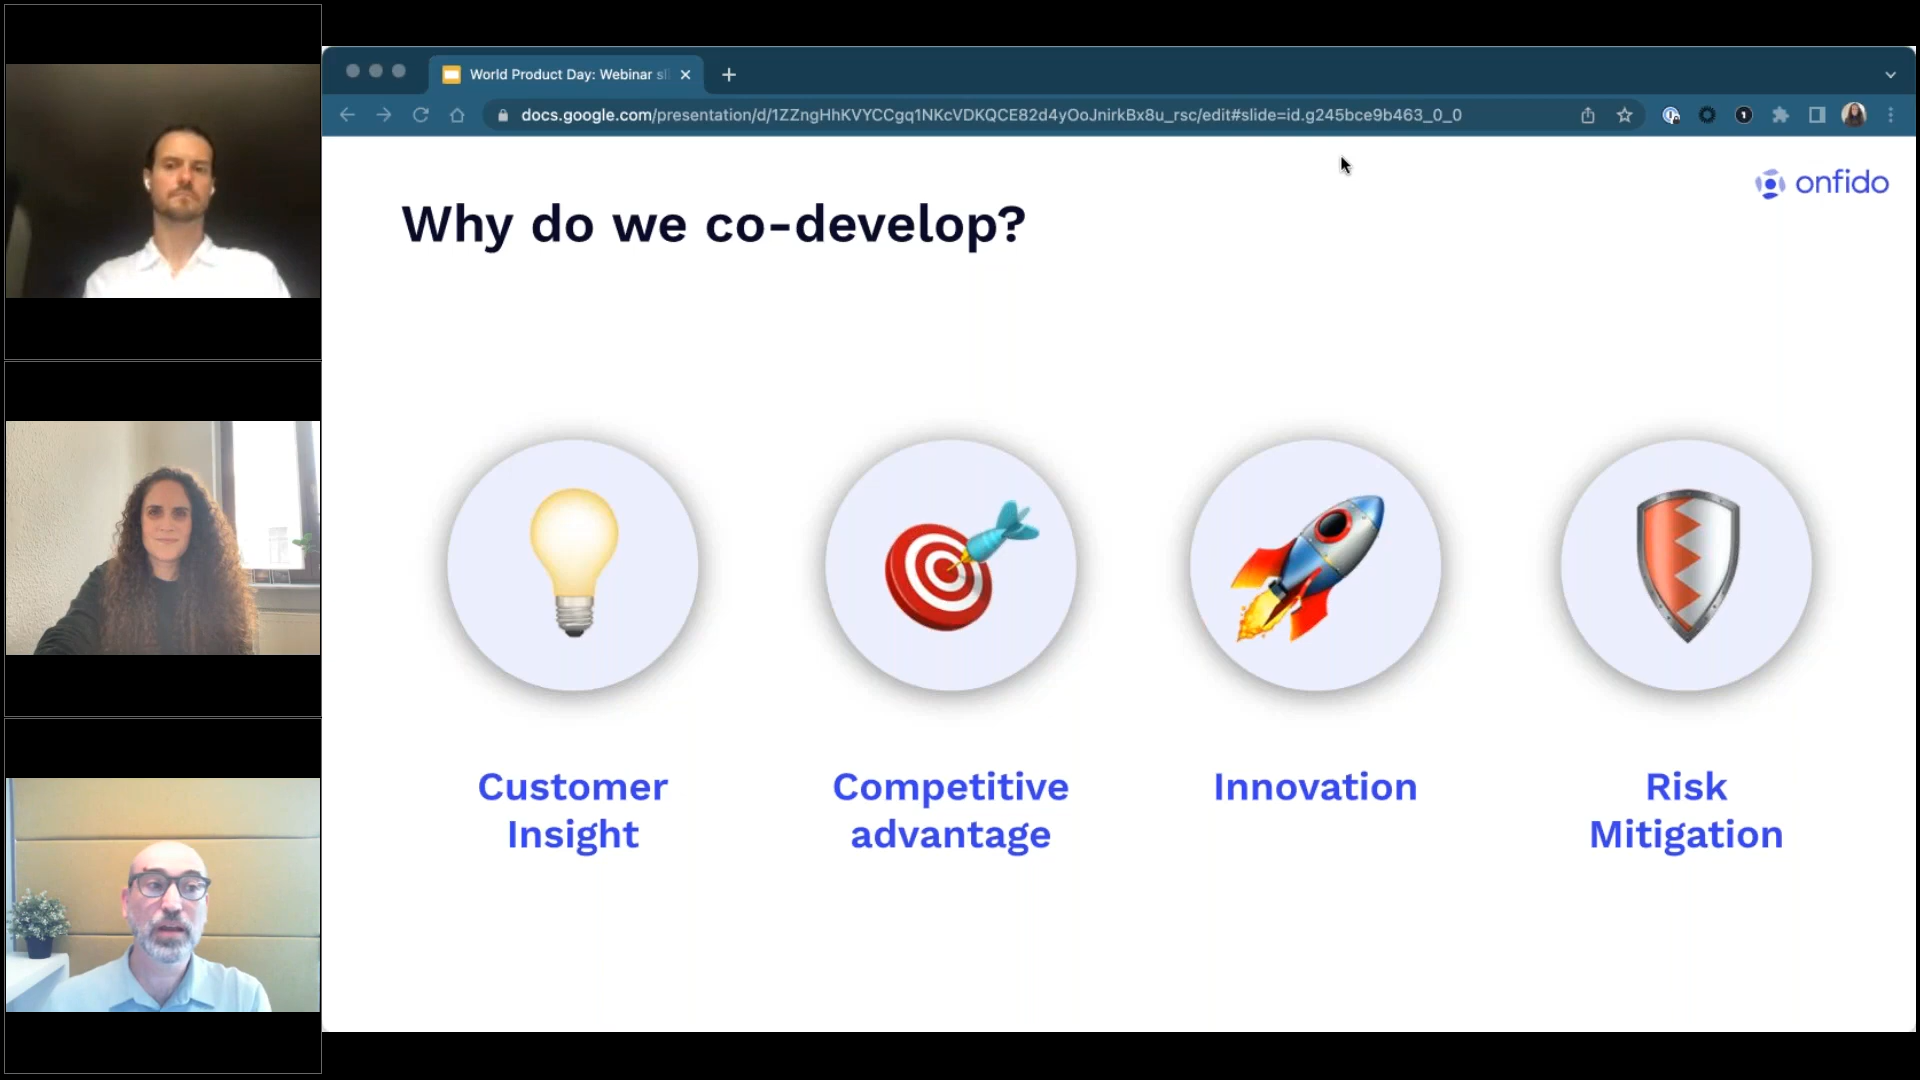 World Product Day: Webinar sl
docs.google.com/presentation/d/1ZZngHhKVYCCgq1NKcVDKQCE82d4yOoJnirkBx8u_rsc/edit#slide=id.g245bce9b463_0_0
onfido
Why do we co-develop?
Customer
Insight
Competitive
advantage
Innovation
Risk
Mitigation